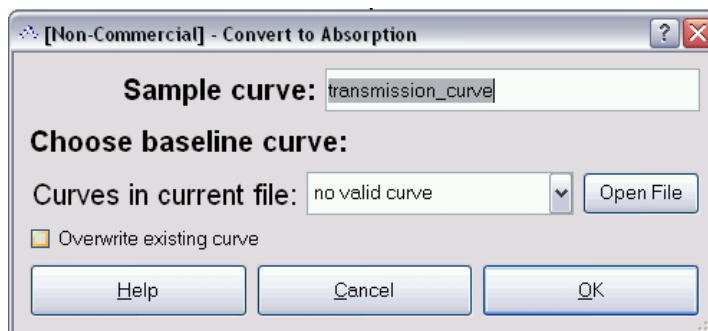 [Non-Commercial] - Convert to Absorption
Sample curve: transmission_curve
Choose baseline curve:
Curves in current file: no valid curve Open File
Overwrite existing curve
Help Cancel OK